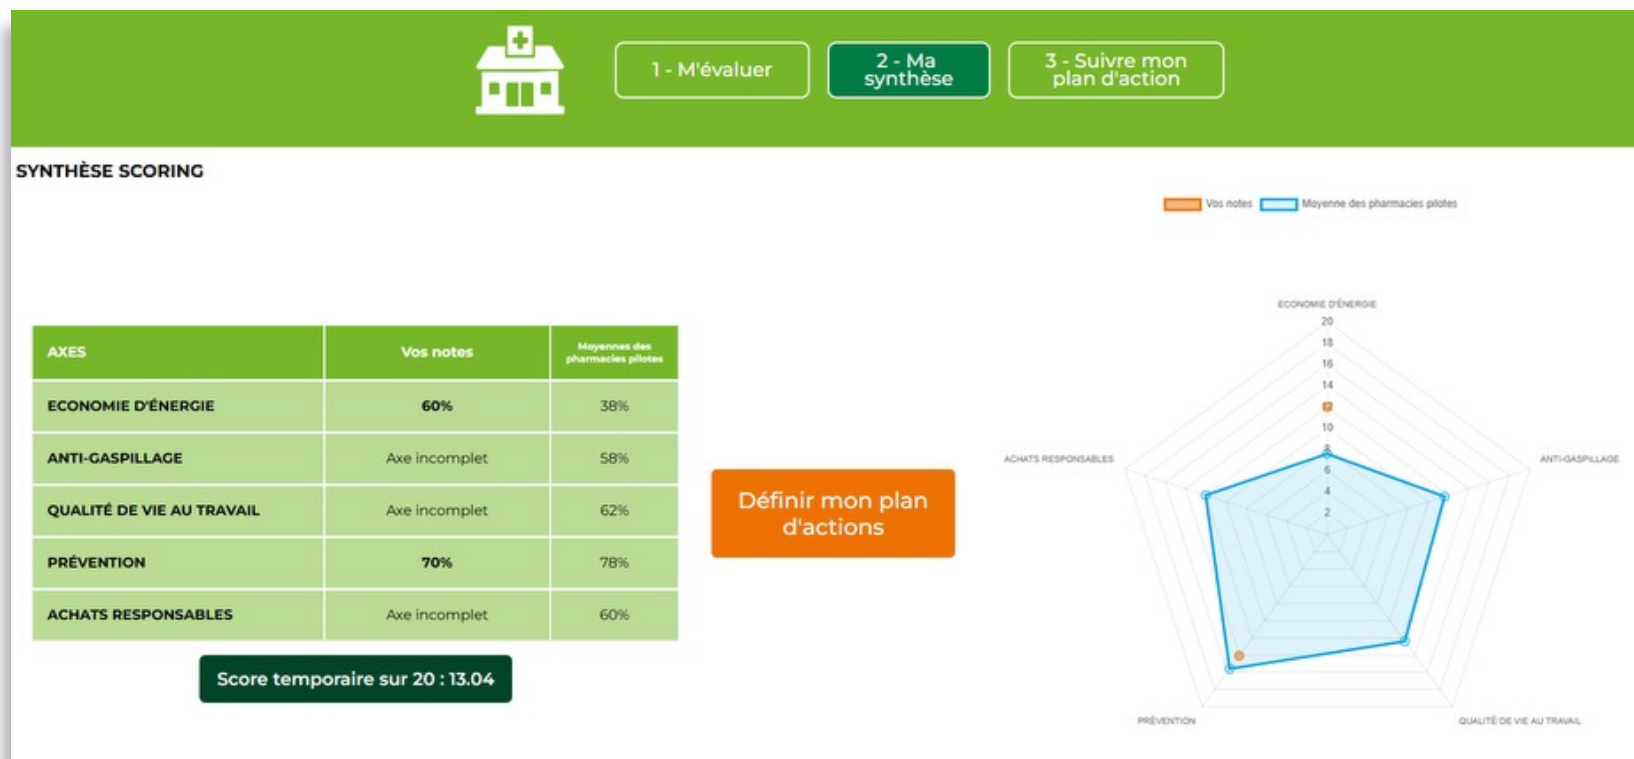 1 - M'évaluer
2 - Ma
synthèse
3 - Suivre mon
plan d'action
SYNTHÈSE SCORING
Vos notes
Moyenne des pharmacies pilotes
AXES
Vos notes
Moyennes des
pharmacies pilotes
ECONOMIE D'ÉNERGIE
60%
38%
ANTI-GASPILLAGE
Axe incomplet
58%
QUALITÉ DE VIE AU TRAVAIL
Axe incomplet
62%
PRÉVENTION
70%
78%
ACHATS RESPONSABLES
Axe incomplet
60%
Score temporaire sur 20 : 13.04
Définir mon plan
d'actions
ECONOMIE D'ÉNERGIE
20
18
16
14
12
10
8
6
4
2
ACHATS RESPONSABLES
ANTI-GASPILLAGE
PRÉVENTION
QUALITÉ DE VIE AU TRAVAIL